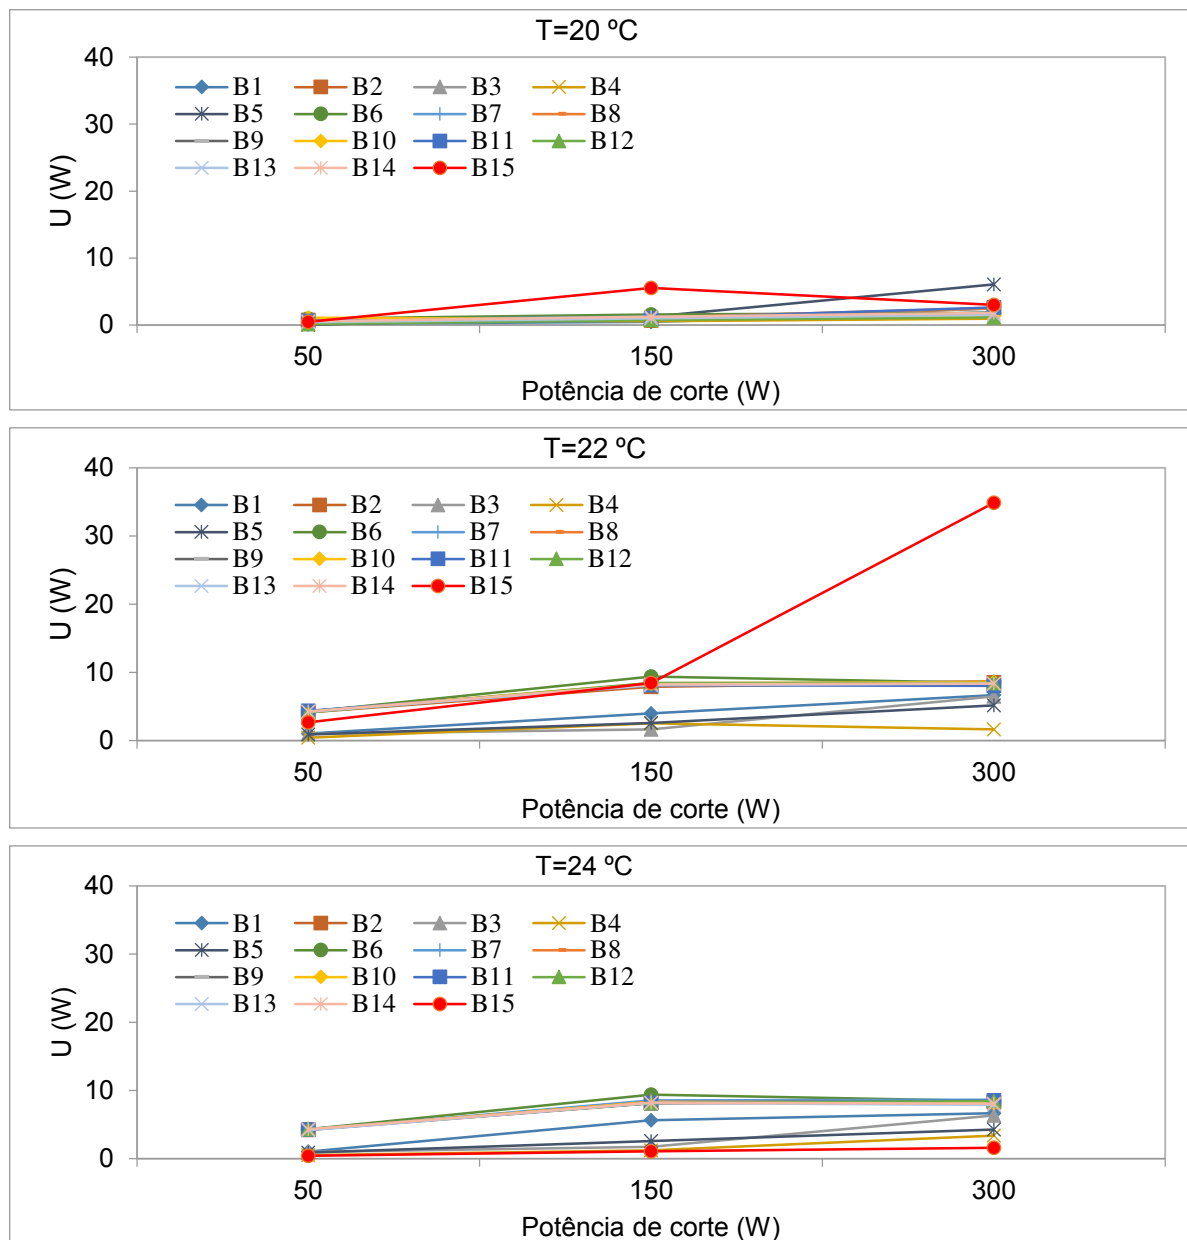 T=20 ºC
40
30
20
10
0
U (W)
B1 B2 B3 B4
B5 B6 B7 B8
B9 B10 B11 B12
B13 B14 B15
50 150 300
Potência de corte (W)
T=22 ºC
40
30
20
10
0
U (W)
B1 B2 B3 B4
B5 B6 B7 B8
B9 B10 B11 B12
B13 B14 B15
50 150 300
Potência de corte (W)
T=24 ºC
40
30
20
10
0
U (W)
B1 B2 B3 B4
B5 B6 B7 B8
B9 B10 B11 B12
B13 B14 B15
50 150 300
Potência de corte (W)